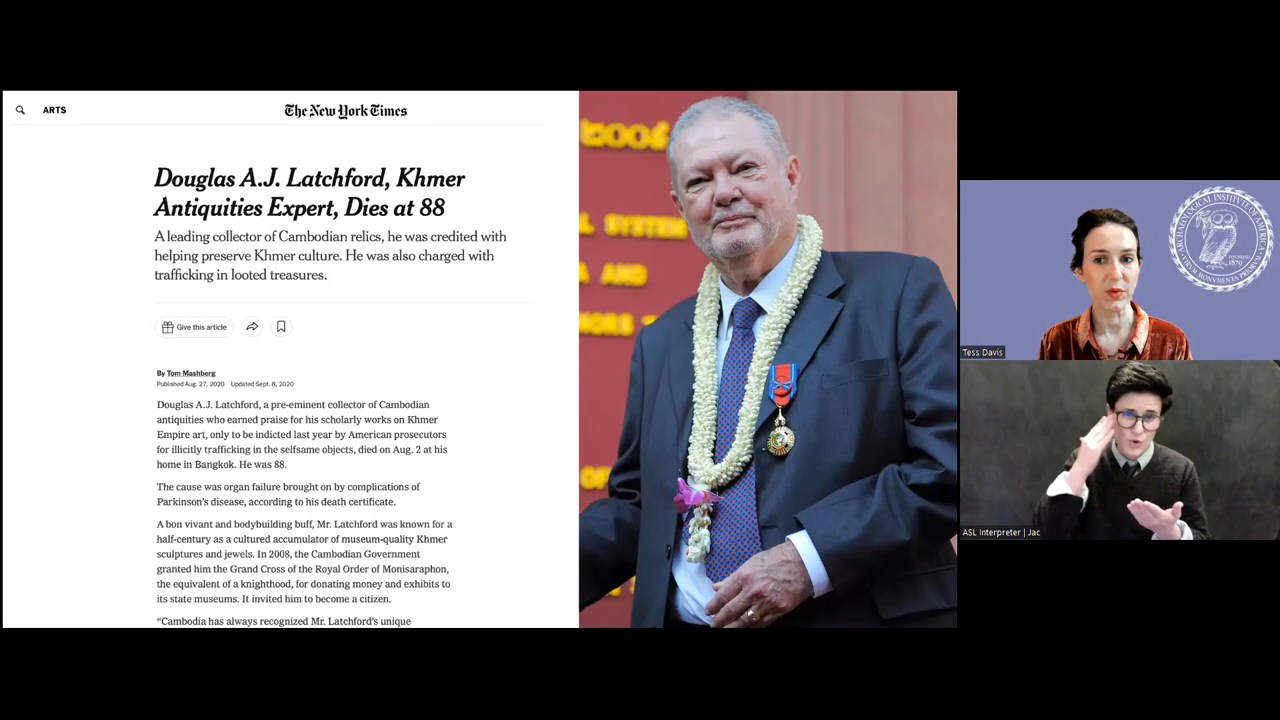 ARTS
The New York Times
Douglas A.J. Latchford, Khmer
Antiquities Expert, Dies at 88
A leading collector of Cambodian relics, he was credited with
helping preserve Khmer culture. He was also charged with
trafficking in looted treasures.
Give this article
By Tom Mashberg
Published Aug. 27, 2020 Updated Sept. 8, 2020
Douglas A.J. Latchford, a pre-eminent collector of Cambodian
antiquities who earned praise for his scholarly works on Khmer
Empire art, only to be indicted last year by American prosecutors
for illicitly trafficking in the selfsame objects, died on Aug. 2 at his
home in Bangkok. He was 88.
The cause was organ failure brought on by complications of
Parkinson's disease, according to his death certificate.
A bon vivant and bodybuilding buff, Mr. Latchford was known for a
half-century as a cultured accumulator of museum-quality Khmer
sculptures and jewels. In 2008, the Cambodian Government
granted him the Grand Cross of the Royal Order of Monisaraphon,
the equivalent of a knighthood, for donating money and exhibits to
its state museums. It invited him to become a citizen.
“Cambodia has always recognized Mr. Latchford's unique
SYSTEM
AND
OF
ARCHAEOLOGICAL INSTITUTE OF AMERICA
FOUNDED
1879
Tess Davis
ASL Interpreter | Jac